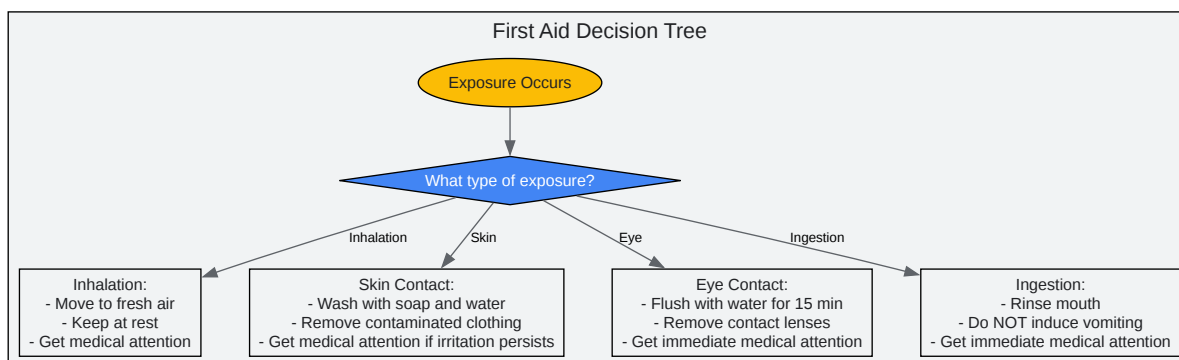 First Aid Decision Tree
Exposure Occurs
What type of exposure?
Inhalation
Skin
Eye
Ingestion
Inhalation:
- Move to fresh air
- Keep at rest
- Get medical attention
Skin Contact:
- Wash with soap and water
- Remove contaminated clothing
- Get medical attention if irritation persists
Eye Contact:
- Flush with water for 15 min
- Remove contact lenses
- Get immediate medical attention
Ingestion:
- Rinse mouth
- Do NOT induce vomiting
- Get immediate medical attention